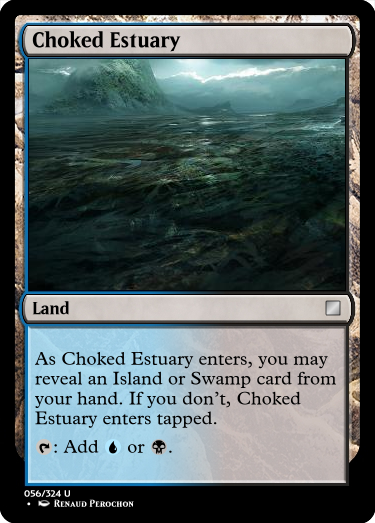 Choked Estuary
Land
As Choked Estuary enters, you may
reveal an Island or Swamp card from
your hand. If you don't, Choked
Estuary enters tapped.
: Add or .
056/324 U
• Renaud Perochon